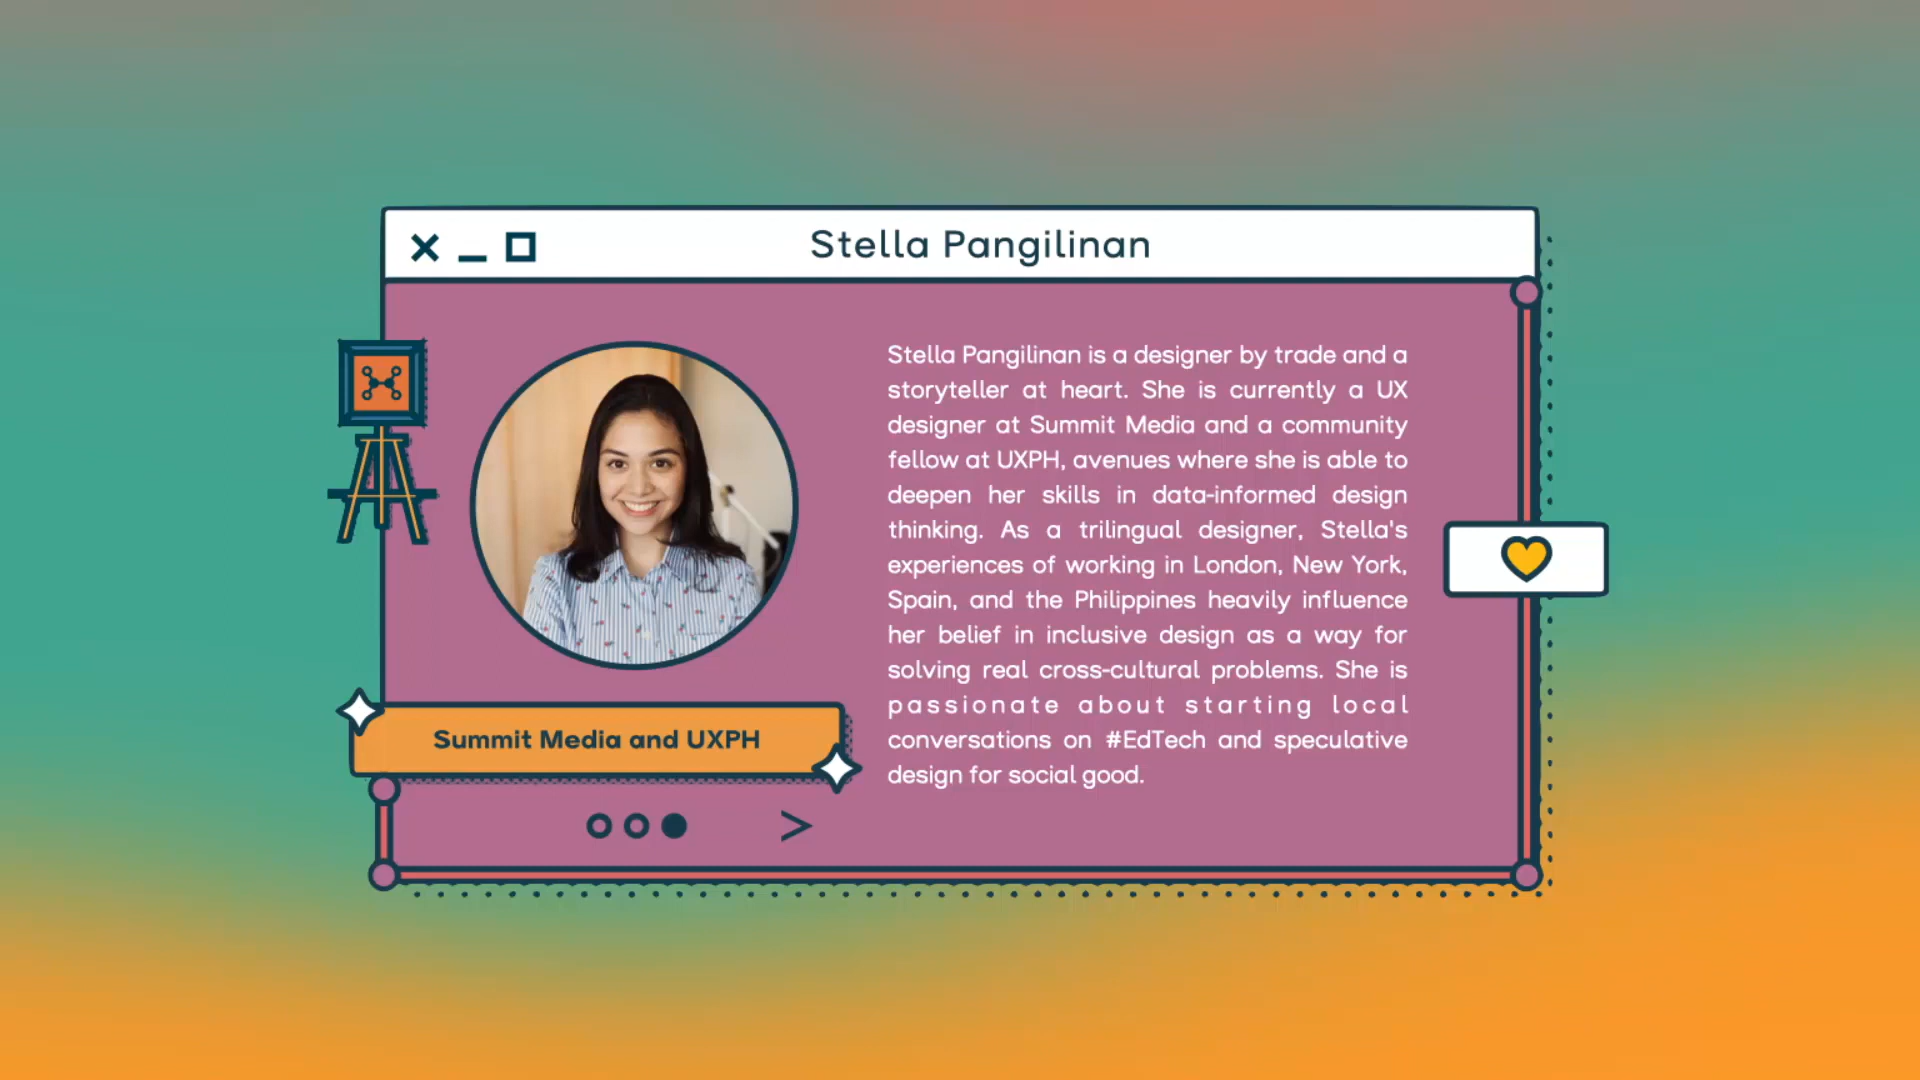 Stella Pangilinan
Stella Pangilinan is a designer by trade and a
storyteller at heart. She is currently a UX
designer at Summit Media and a community
fellow at UXPH, avenues where she is able to
deepen her skills in data-informed design
thinking. As a trilingual designer, Stella's
experiences of working in London, New York,
Spain, and the Philippines heavily influence
her belief in inclusive design as a way for
solving real cross-cultural problems. She is
passionate about starting local
conversations on #EdTech and speculative
design for social good.
Summit Media and UXPH